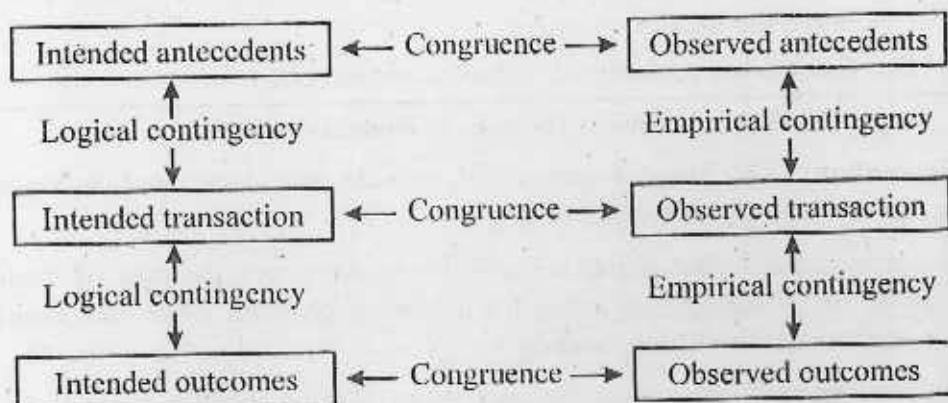 Intended antecedents Congruence Observed antecedents
Logical contingency Empirical contingency
Intended transaction Congruence Observed transaction
Logical contingency Empirical contingency
Intended outcomes Congruence Observed outcomes